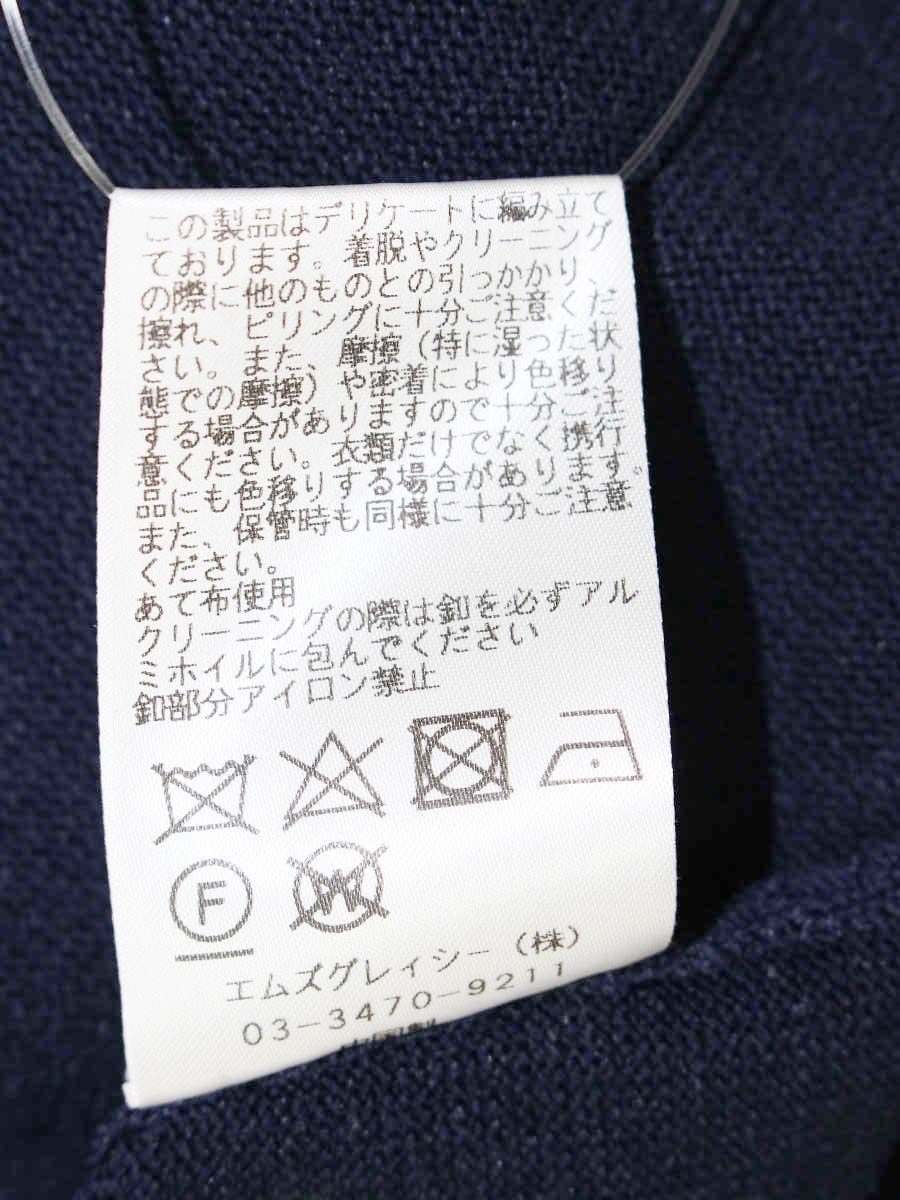 この製品はデリケートに編み立て
ております。着脱やクリーニング
の際に他のものとの引っかかり、
擦れ、ピリングに十分ご注意くだ
さい。また、摩擦（特に湿った状
態での摩擦）や密着により色移り
する場合がありますので十分ご注
意ください。衣類だけでなく携行
品にも色移りする場合があります。
また、保管時も同様に十分ご注意
ください。
あて布使用
クリーニングの際は釦を必ずアル
ミホイルに包んでください
釦部分アイロン禁止
F
W
エムズグレイシー（株）
03-3470-9211